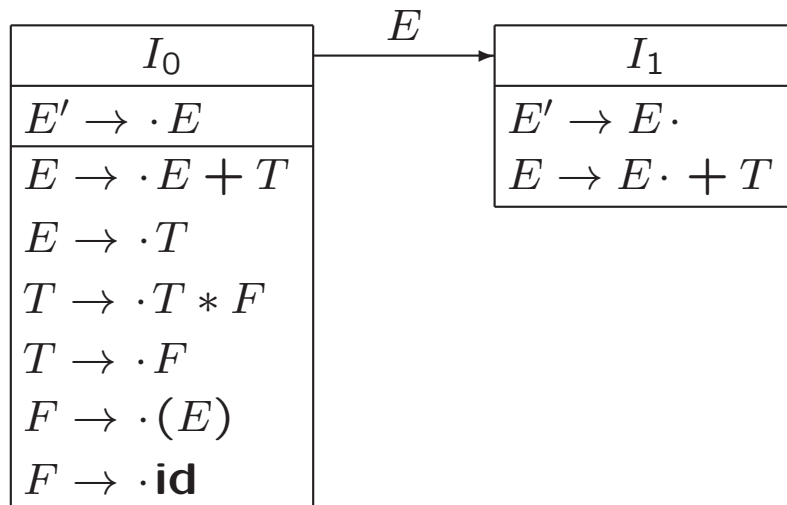 I₀
E
I₁
E′ → · E
E → · E + T
E → · T
T → · T ∗ F
T → · F
F → · (E)
F → · id
E′ → E ·
E → E · + T